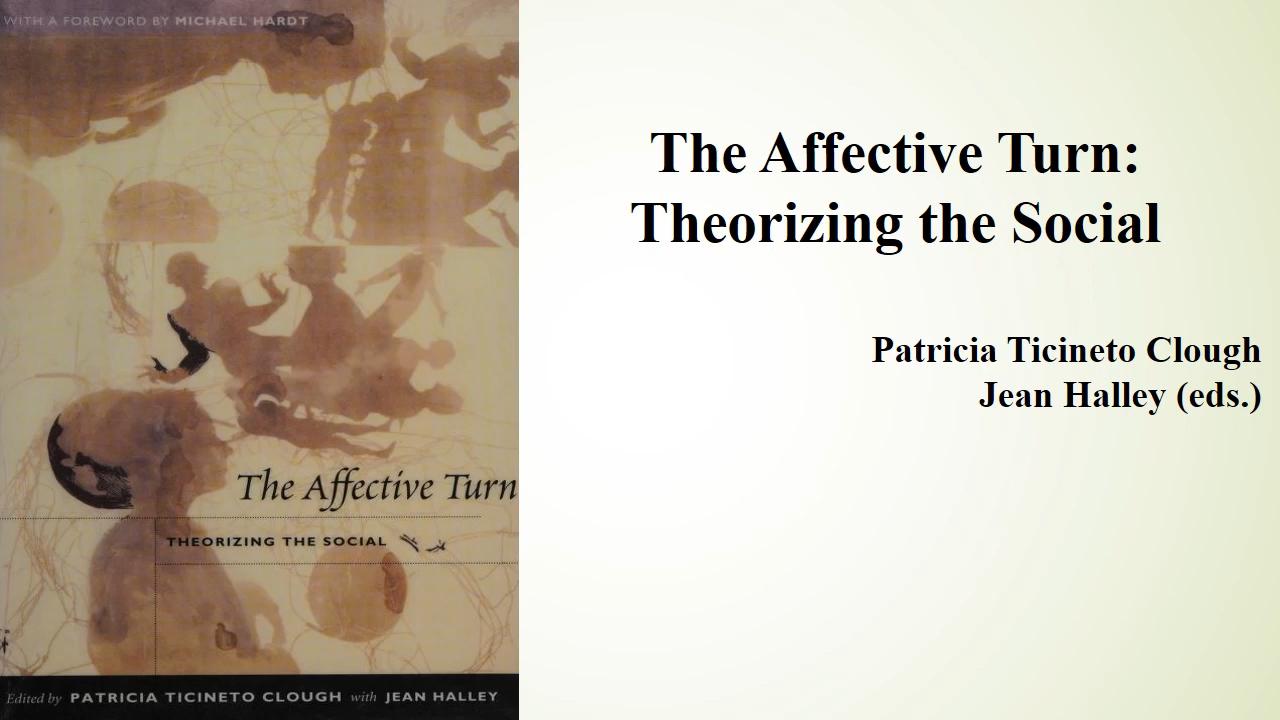 WITH A FOREWORD BY MICHAEL HARDT
The Affective Turn
THEORIZING THE SOCIAL
Edited by PATRICIA TICINETO CLOUGH with JEAN HALLEY
The Affective Turn:
Theorizing the Social
Patricia Ticineto Clough
Jean Halley (eds.)